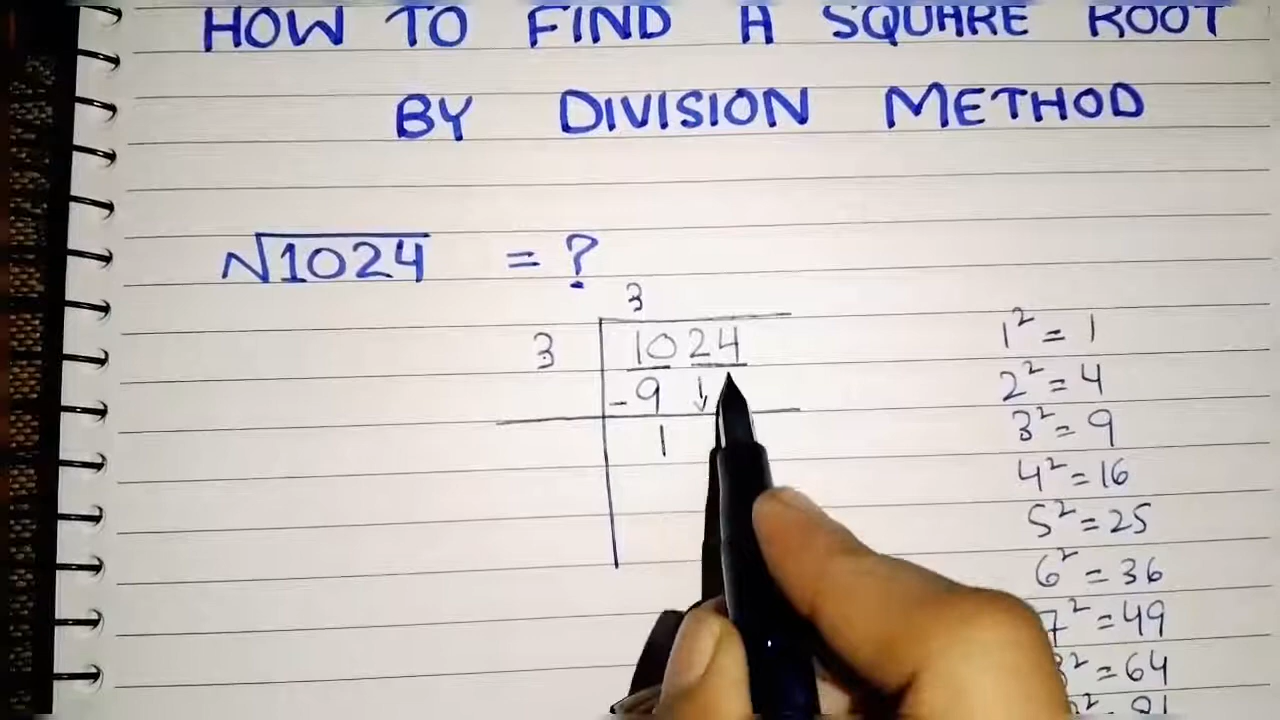 HOW TO FIND A SQUARE ROOT
BY DIVISION METHOD
√1024 = ?
3
3 1024
-9 ↓
1
1² = 1
2² = 4
3² = 9
4² = 16
5² = 25
6² = 36
7² = 49
² = 64